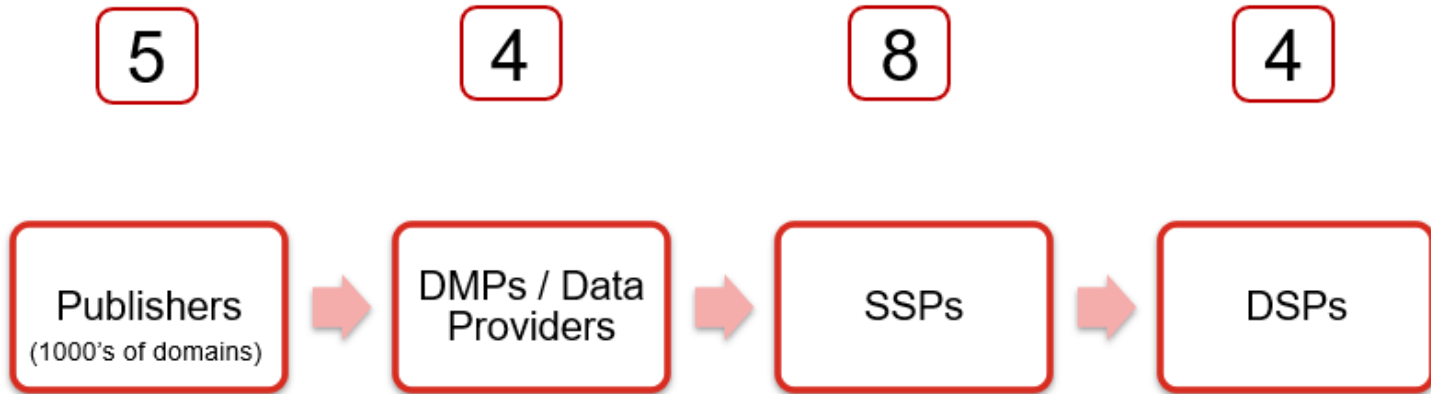 5
4
8
4
Publishers
(1000's of domains)
DMPs / Data
Providers
SSPs
DSPs